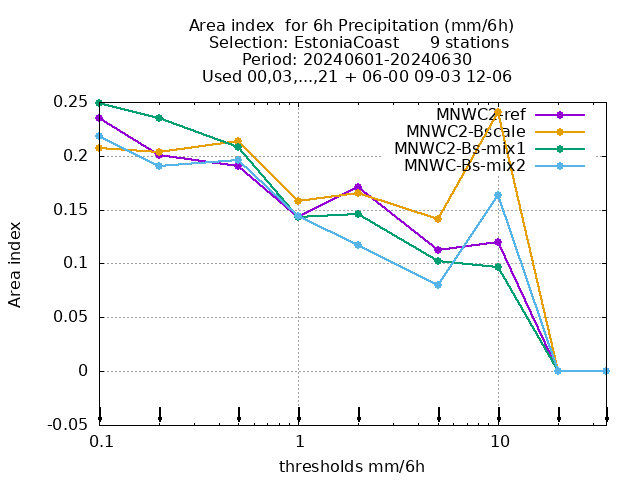 Area index  for 6h Precipitation (mm/6h)
Selection: EstoniaCoast      9 stations
Period: 20240601-20240630
Used 00,03,...,21 + 06-00 09-03 12-06
MNWC2-ref
MNWC2-Bscale
MNWC2-Bs-mix1
MNWC-Bs-mix2
Area index
0.25
0.2
0.15
0.1
0.05
0
-0.05
0.1
1
10
thresholds mm/6h